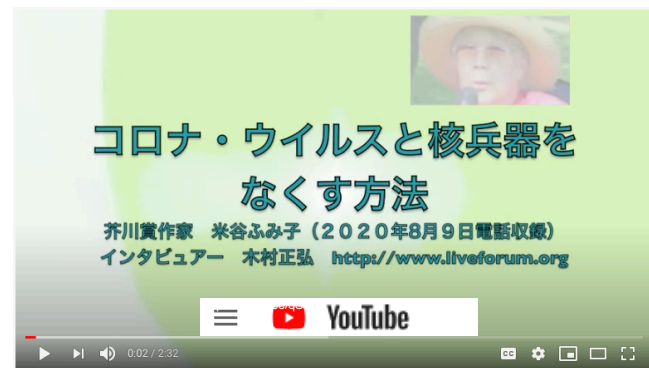 コロナ・ウイルスと核兵器を
なくす方法
芥川賞作家　米谷ふみ子（２０２０年8月９日電話収録）
インタビュアー　木村正弘　http://www.liveforum.org
YouTube
0:02 / 2:32
CC